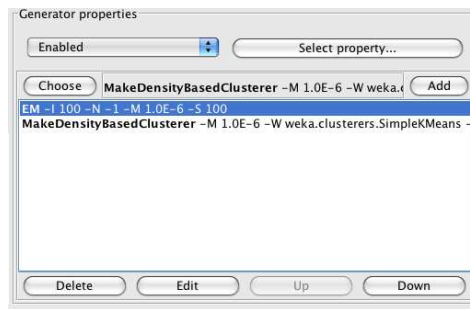 Generator properties
Enabled Select property...
Choose MakeDensityBasedClusterer -M 1.0E-6 -W weka. Add
EM -I 100 -N -1 -M 1.0E-6 -S 100
MakeDensityBasedClusterer -M 1.0E-6 -W weka.clusterers.SimpleKMeans -
Delete Edit Up Down